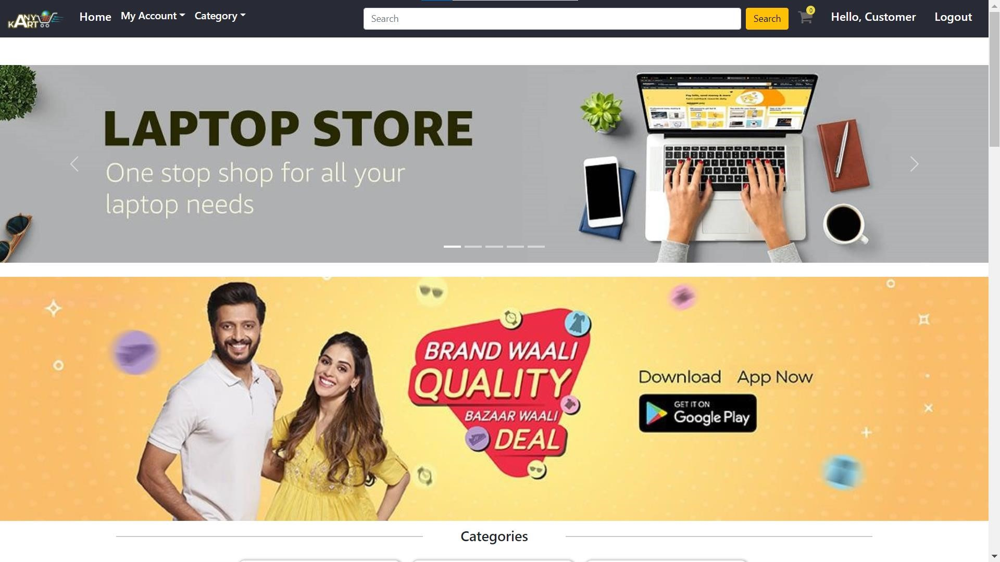 ANY
KART
Home
My Account
Category
Search
Search
0
Hello, Customer
Logout
LAPTOP STORE
One stop shop for all your
laptop needs
BRAND WAALI
QUALITY
BAZAAR WAALI
DEAL
Download App Now
GET IT ON
Google Play
Categories